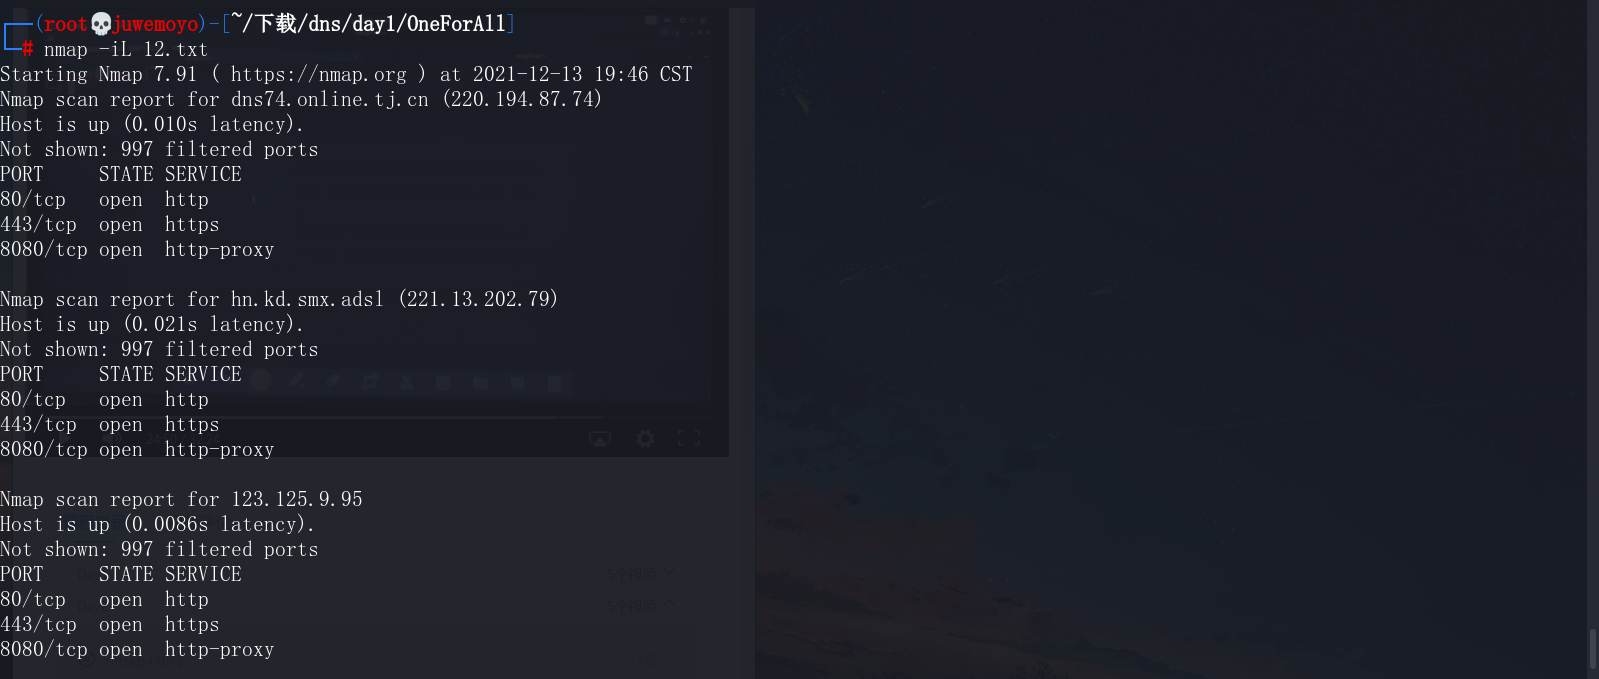 (root💀juwemoyo)-[~/下载/dns/day1/OneForAll]
# nmap -iL 12.txt
Starting Nmap 7.91 ( https://nmap.org ) at 2021-12-13 19:46 CST
Nmap scan report for dns74.online.tj.cn (220.194.87.74)
Host is up (0.010s latency).
Not shown: 997 filtered ports
PORT     STATE SERVICE
80/tcp   open  http
443/tcp  open  https
8080/tcp open  http-proxy
Nmap scan report for hn.kd.smx.adsl (221.13.202.79)
Host is up (0.021s latency).
Not shown: 997 filtered ports
PORT     STATE SERVICE
80/tcp   open  http
443/tcp  open  https
8080/tcp open  http-proxy
Nmap scan report for 123.125.9.95
Host is up (0.0086s latency).
Not shown: 997 filtered ports
PORT     STATE SERVICE
80/tcp   open  http
443/tcp  open  https
8080/tcp open  http-proxy